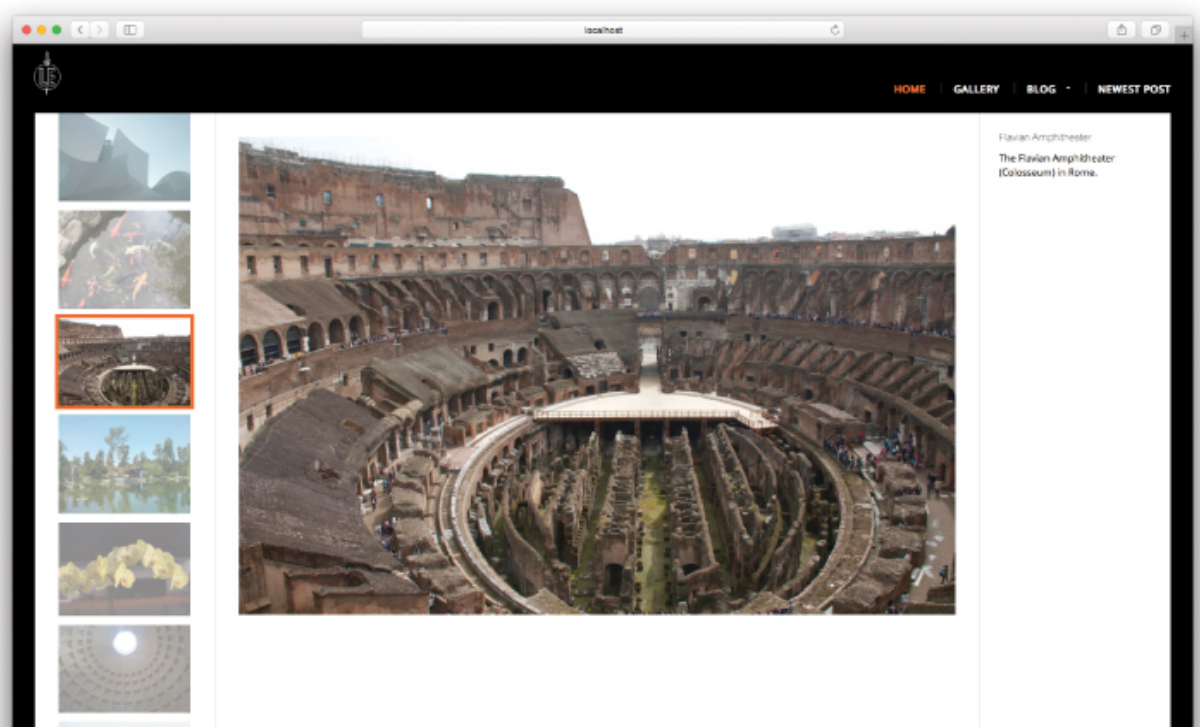 localhost
HOME GALLERY BLOG NEWEST POST
Flavian Amphitheater
The Flavian Amphitheater
(Colosseum) in Rome.